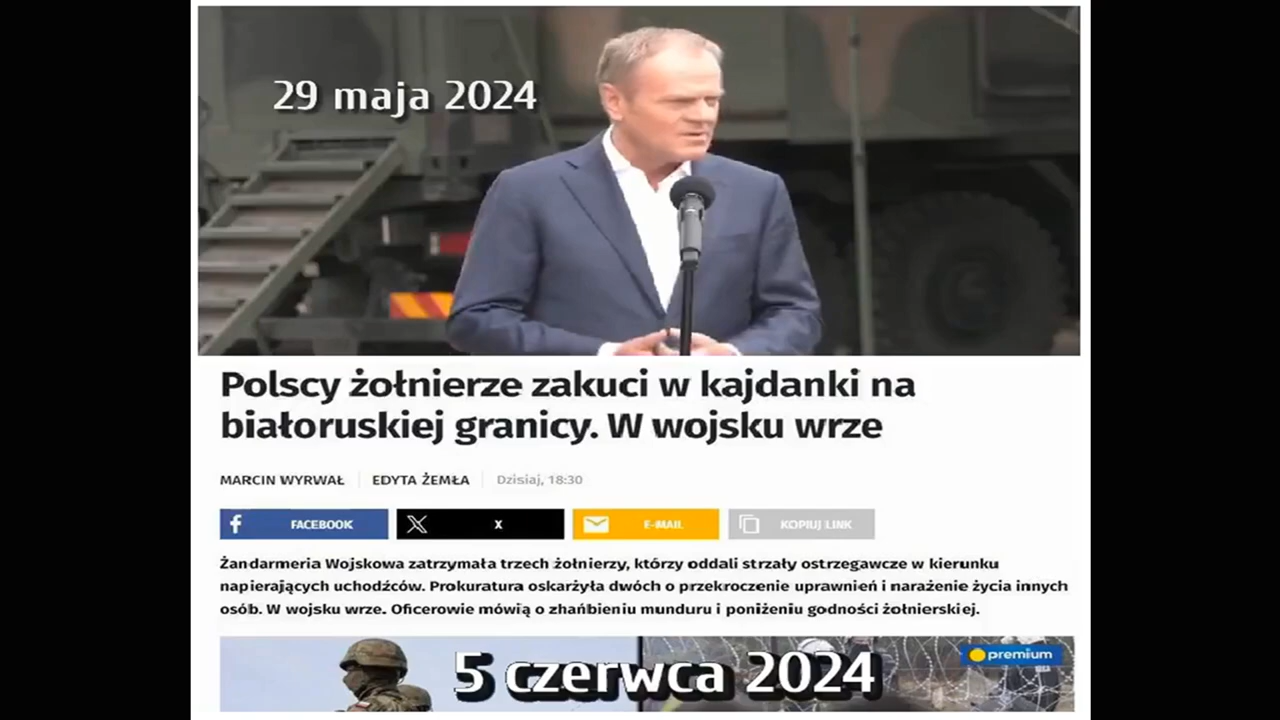 29 maja 2024
Polscy żołnierze zakuci w kajdanki na
białoruskiej granicy. W wojsku wrze
MARCIN WYRWAŁ EDYTA ŻEMŁA Dzisiaj, 18:30
FACEBOOK X E-MAIL KOPIUJ LINK
Żandarmeria Wojskowa zatrzymała trzech żołnierzy, którzy oddali strzały ostrzegawcze w kierunku
napierających uchodźców. Prokuratura oskarżyła dwóch o przekroczenie uprawnień i narażenie życia innych
osób. W wojsku wrze. Oficerowie mówią o zhańbieniu munduru i poniżeniu godności żołnierskiej.
premium
5 czerwca 2024